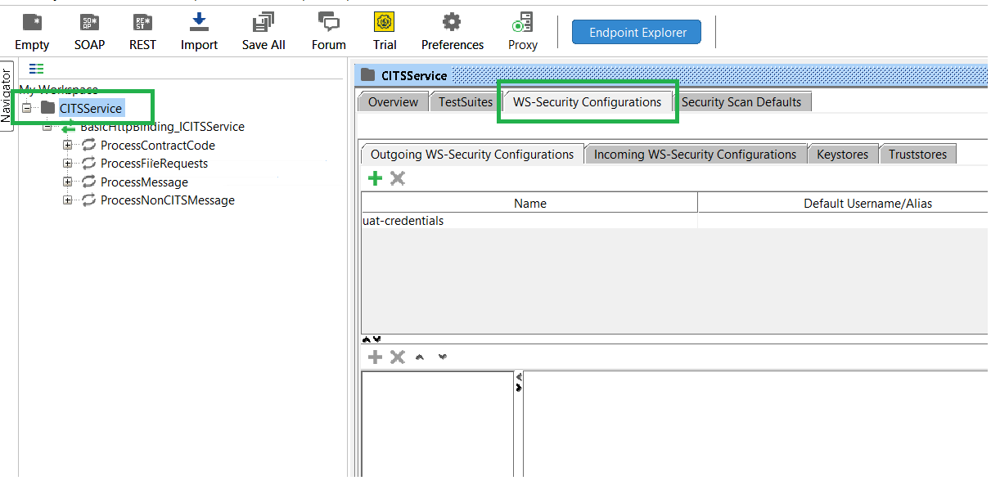 Empty SOAP REST Import Save All Forum Trial Preferences Proxy Endpoint Explorer
Navigator
My Workspace
CITSService
BasicHttpBinding_ICITSService
ProcessContractCode
ProcessFileRequests
ProcessMessage
ProcessNonCITSMessage
CITSService
Overview TestSuites WS-Security Configurations Security Scan Defaults
Outgoing WS-Security Configurations Incoming WS-Security Configurations Keystores Truststores
Name Default Username/Alias
uat-credentials